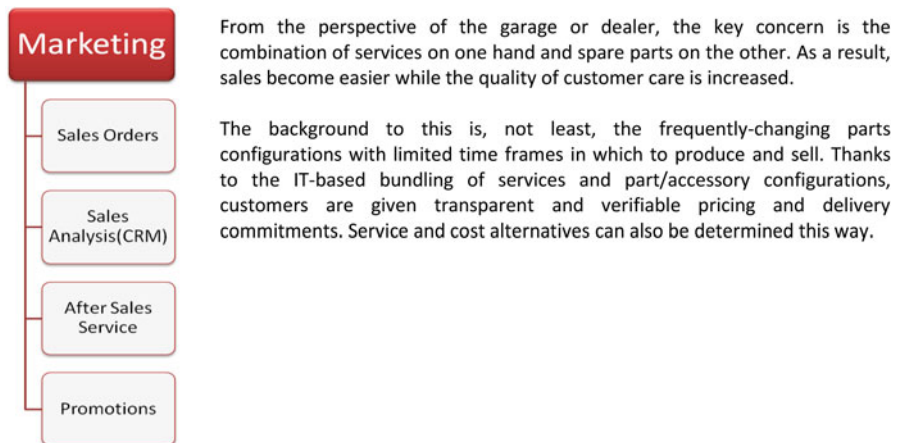 Marketing
Sales Orders
Sales
Analysis(CRM)
After Sales
Service
Promotions
From the perspective of the garage or dealer, the key concern is the
combination of services on one hand and spare parts on the other. As a result,
sales become easier while the quality of customer care is increased.
The background to this is, not least, the frequently-changing parts
configurations with limited time frames in which to produce and sell. Thanks
to the IT-based bundling of services and part/accessory configurations,
customers are given transparent and verifiable pricing and delivery
commitments. Service and cost alternatives can also be determined this way.